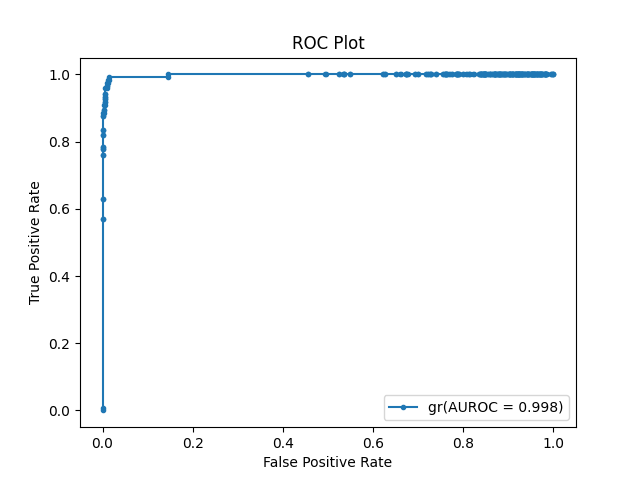 ROC Plot
1.0
0.8
0.6
0.4
0.2
0.0
True Positive Rate
gr(AUROC = 0.998)
0.0 0.2 0.4 0.6 0.8 1.0
False Positive Rate